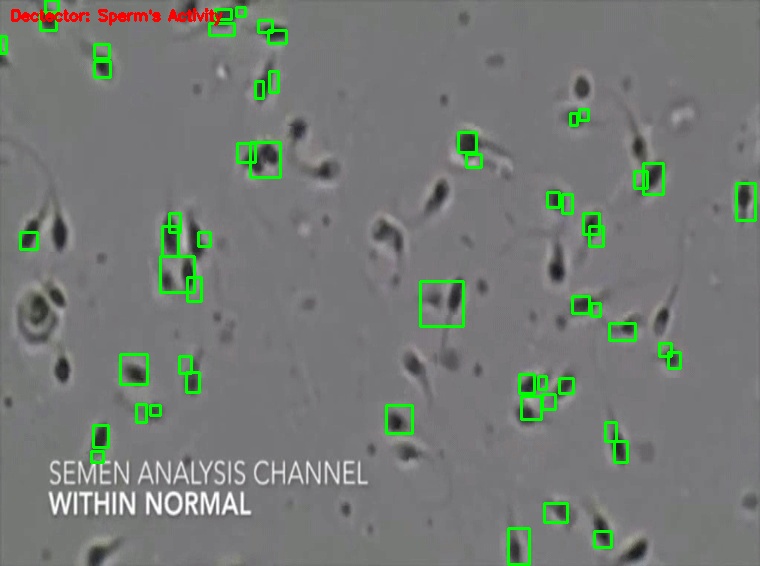 Dectector: Sperm's Activity
SEMEN ANALYSIS CHANNEL
WITHIN NORMAL